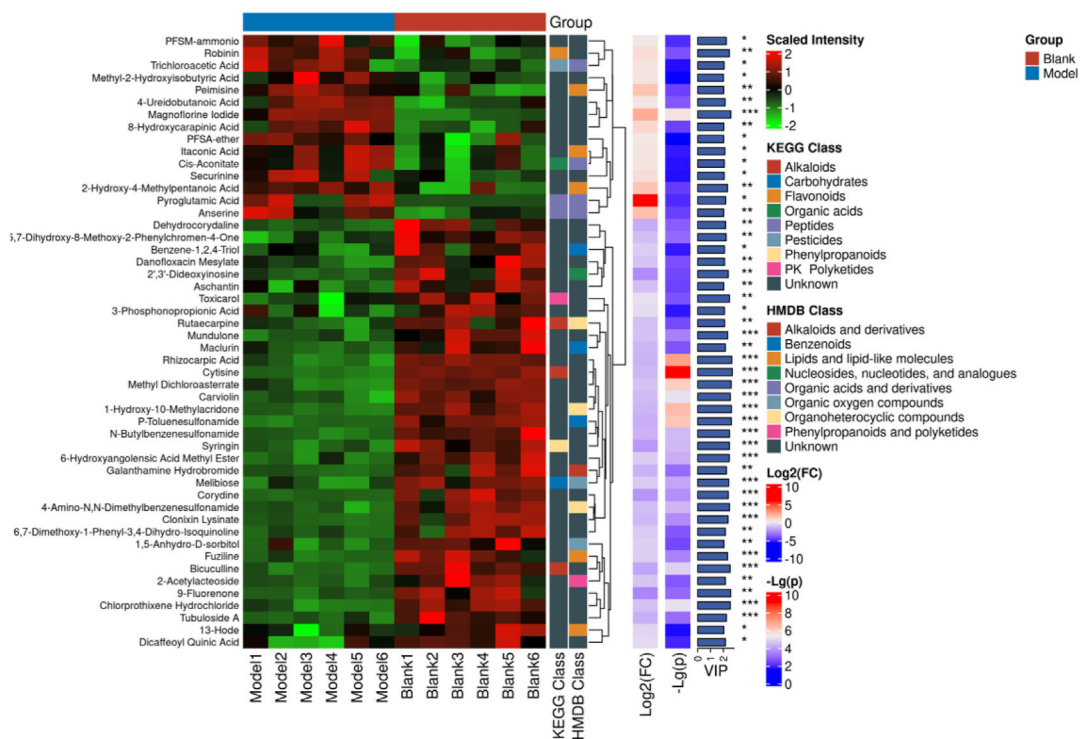 Group
PFSM-ammonio
Robinin
Trichloroacetic Acid
Methyl-2-Hydroxyisobutyric Acid
Peimisine
4-Ureidobutanoic Acid
Magnoflorine Iodide
8-Hydroxycarapinic Acid
PFSA-ether
Itaconic Acid
Cis-Aconitate
Securinine
2-Hydroxy-4-Methylpentanoic Acid
Pyroglutamic Acid
Anserine
Dehydrocorydaline
5,7-Dihydroxy-8-Methoxy-2-Phenylchromen-4-One
Benzene-1,2,4-Triol
Danofloxacin Mesylate
2',3'-Dideoxyinosine
Aschantin
Toxicarol
3-Phosphonopropionic Acid
Rutaecarpine
Mundulone
Maclurin
Rhizocarpic Acid
Cytisine
Methyl Dichloroasterrate
Carviolin
1-Hydroxy-10-Methylacridone
P-Toluenesulfonamide
N-Butylbenzenesulfonamide
Syringin
6-Hydroxyangolensic Acid Methyl Ester
Galanthamine Hydrobromide
Melibiose
Corydine
4-Amino-N,N-Dimethylbenzenesulfonamide
Clonixin Lysinate
6,7-Dimethoxy-1-Phenyl-3,4-Dihydro-Isoquinoline
1,5-Anhydro-D-sorbitol
Fuziline
Bicuculline
2-Acetylacteoside
9-Fluorenone
Chlorprothixene Hydrochloride
Tubuloside A
13-Hode
Dicaffeoyl Quinic Acid
Model1
Model2
Model3
Model4
Model5
Model6
Blank1
Blank2
Blank3
Blank4
Blank5
Blank6
KEGG Class
HMDB Class
Log2(FC)
-Lg(p)
0
1
2
VIP
*
**
*
*
**
**
***
**
*
*
*
*
**
*
**
**
**
*
**
**
**
**
*
**
***
**
***
***
***
***
***
***
***
***
***
**
***
***
***
***
**
**
***
***
**
**
***
***
*
*
Scaled Intensity
2
1
0
-1
-2
KEGG Class
Alkaloids
Carbohydrates
Flavonoids
Organic acids
Peptides
Pesticides
Phenylpropanoids
PK Polyketides
Unknown
HMDB Class
Alkaloids and derivatives
Benzenoids
Lipids and lipid-like molecules
Nucleosides, nucleotides, and analogues
Organic acids and derivatives
Organic oxygen compounds
Organoheterocyclic compounds
Phenylpropanoids and polyketides
Unknown
Log2(FC)
10
5
0
-5
-10
-Lg(p)
10
8
6
4
2
0
Group
Blank
Model